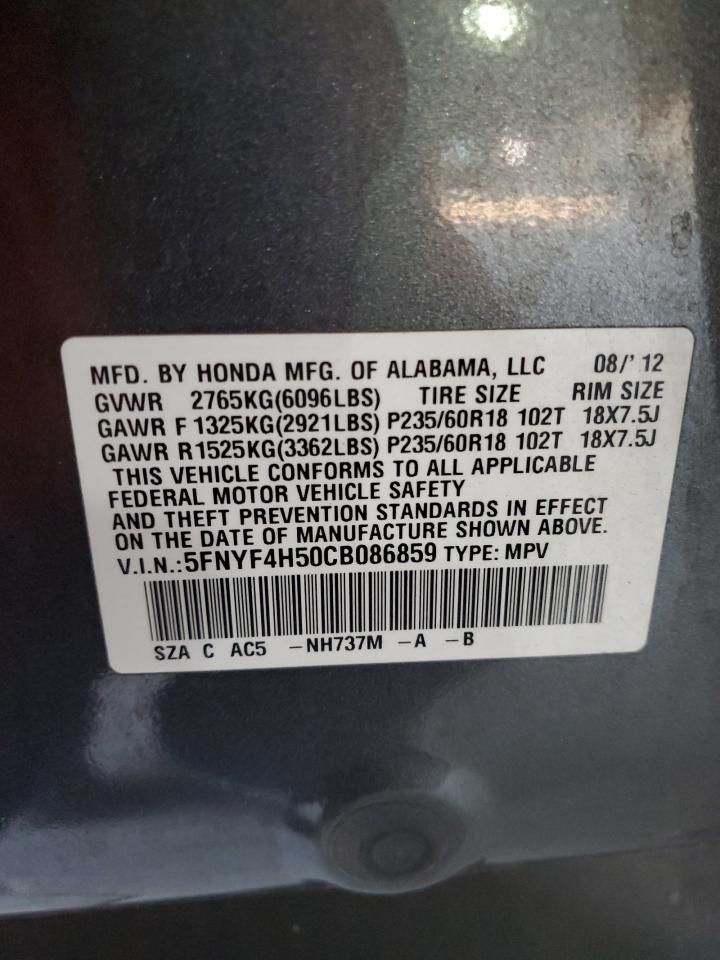 MFD. BY HONDA MFG. OF ALABAMA, LLC 08/'12
GVWR 2765KG(6096LBS) TIRE SIZE RIM SIZE
GAWR F 1325KG(2921LBS) P235/60R18 102T 18X7.5J
GAWR R1525KG(3362LBS) P235/60R18 102T 18X7.5J
THIS VEHICLE CONFORMS TO ALL APPLICABLE
FEDERAL MOTOR VEHICLE SAFETY
AND THEFT PREVENTION STANDARDS IN EFFECT
ON THE DATE OF MANUFACTURE SHOWN ABOVE.
V.I.N.:5FNYF4H50CB086859 TYPE: MPV
SZA C AC5 -NH737M -A -B